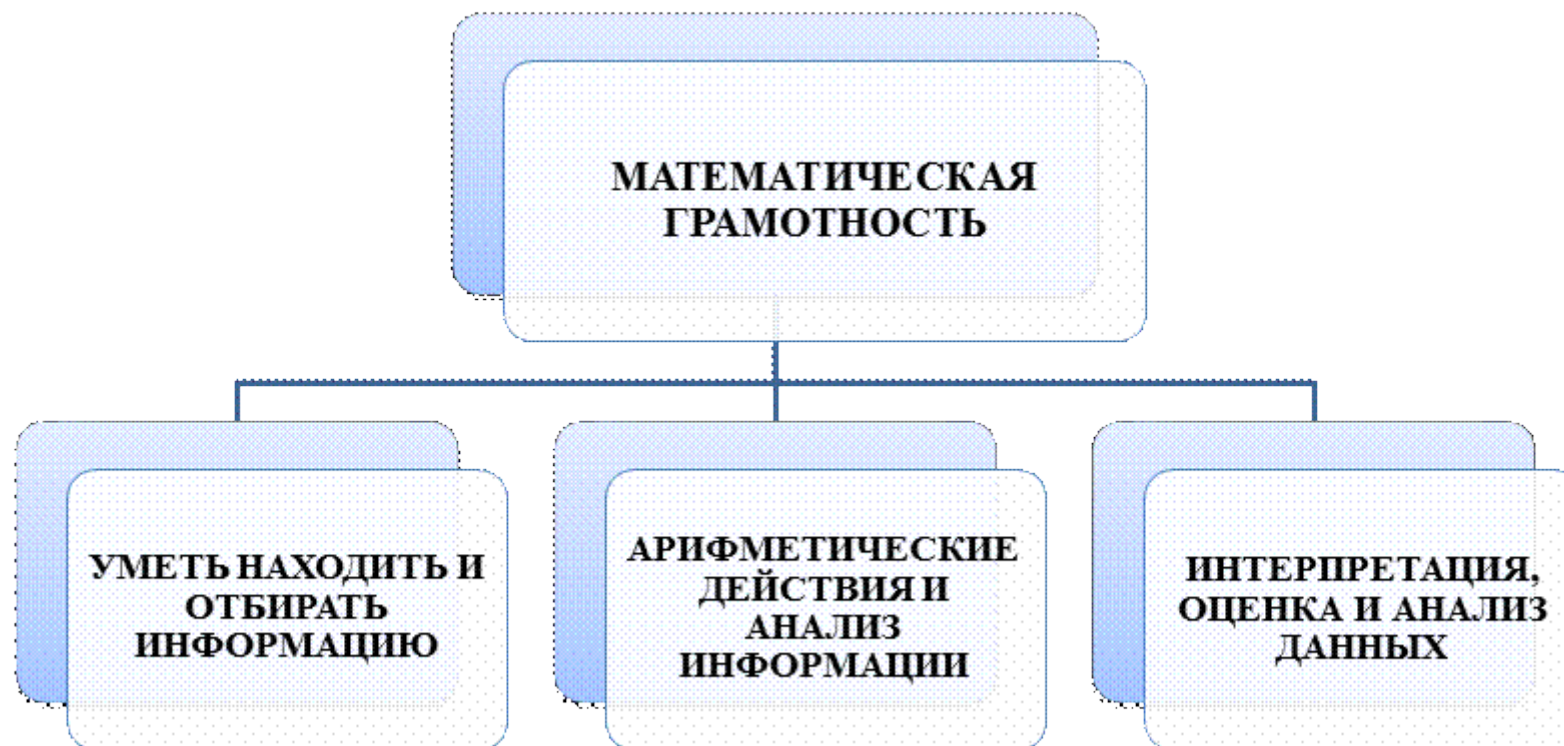 МАТЕМАТИЧЕСКАЯ
ГРАМОТНОСТЬ
УМЕТЬ НАХОДИТЬ И
ОТБИРАТЬ
ИНФОРМАЦИЮ
АРИФМЕТИЧЕСКИЕ
ДЕЙСТВИЯ И
АНАЛИЗ
ИНФОРМАЦИИ
ИНТЕРПРЕТАЦИЯ,
ОЦЕНКА И АНАЛИЗ
ДАННЫХ